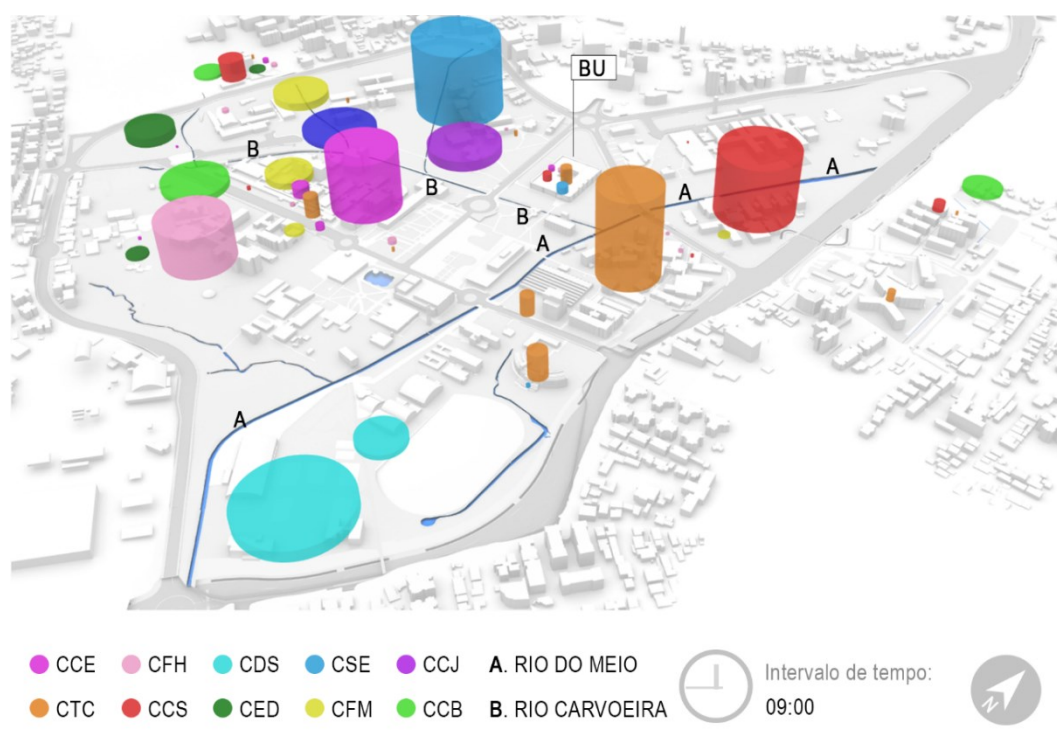 BU
B
B
A
A
B
A
A
CCE
CFH
CDS
CSE
CCJ
A. RIO DO MEIO
CTC
CCS
CED
CFM
CCB
B. RIO CARVOEIRA
Intervalo de tempo:
09:00
N